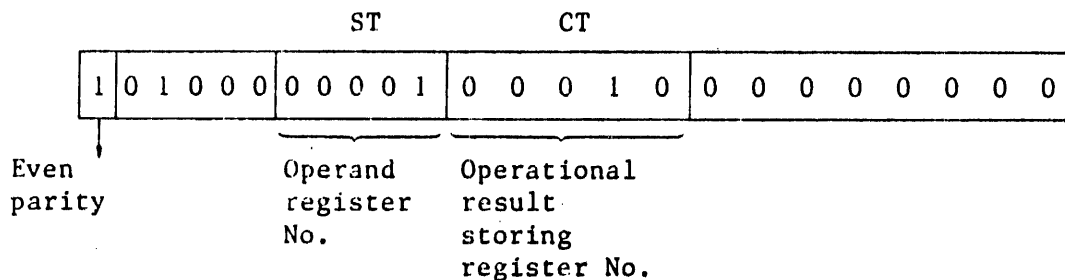 ST CT
1 0 1 0 0 0 0 0 0 0 1 0 0 0 1 0 0 0 0 0 0 0 0 0
Even Operand Operational
parity register result
No. storing
register No.